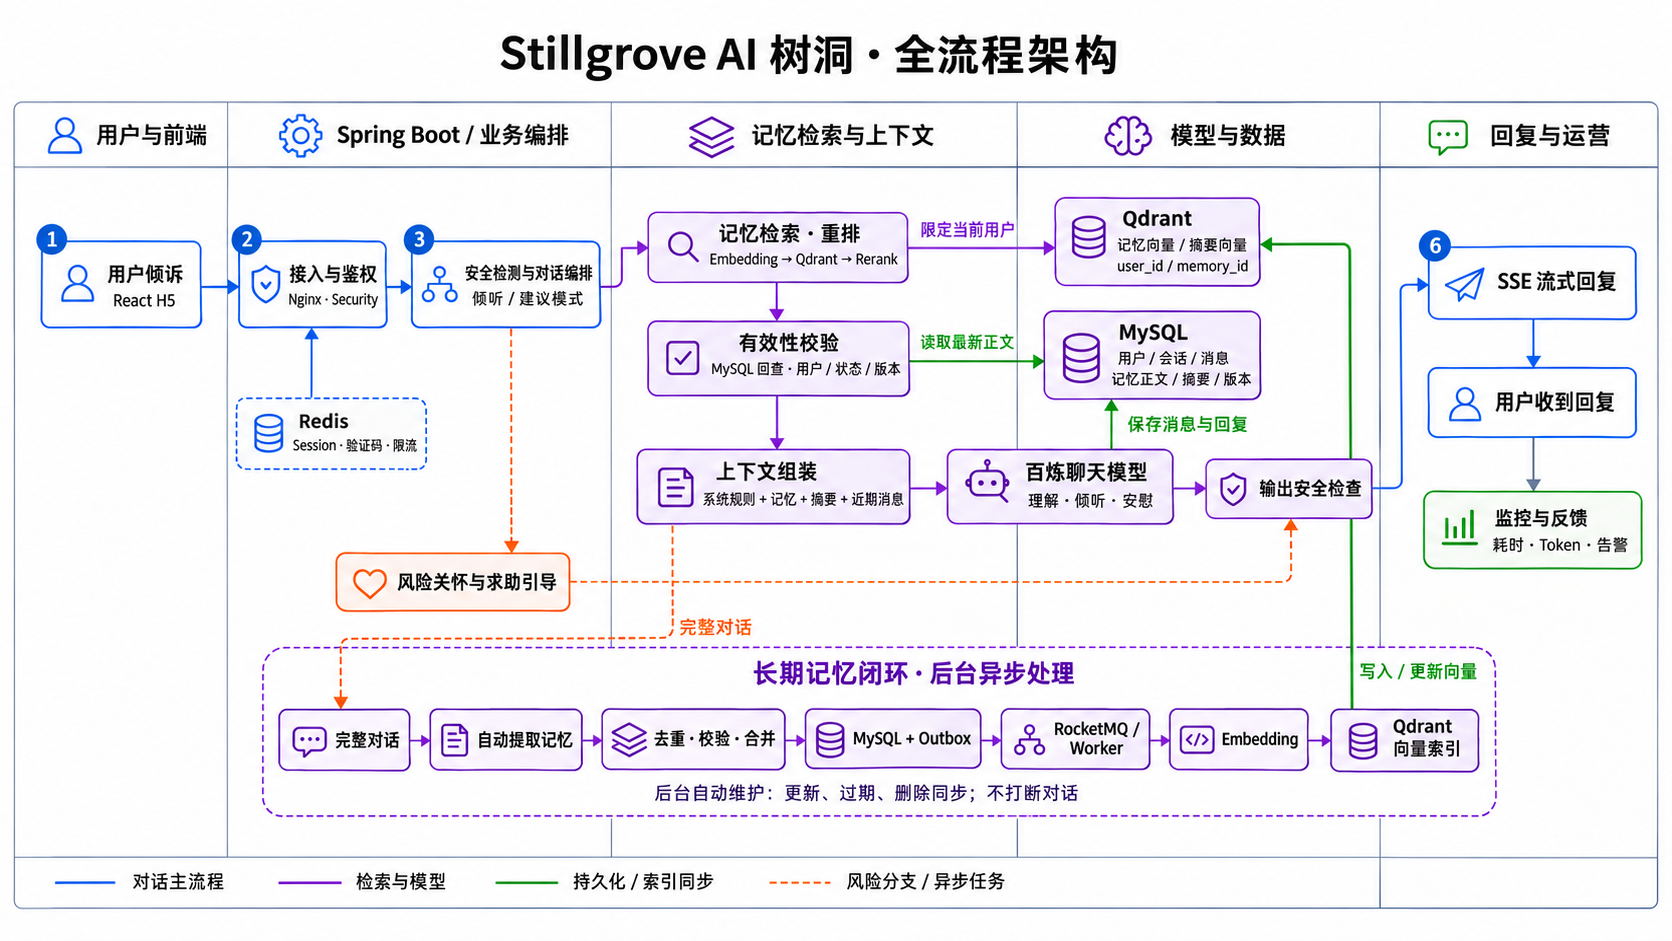 Stillgrove AI 树洞 · 全流程架构
用户与前端
Spring Boot / 业务编排
记忆检索与上下文
模型与数据
回复与运营
1
用户倾诉
React H5
2
接入与鉴权
Nginx · Security
3
安全检测与对话编排
倾听 / 建议模式
Redis
Session · 验证码 · 限流
记忆检索 · 重排
Embedding → Qdrant → Rerank
限定当前用户
Qdrant
记忆向量 / 摘要向量
user_id / memory_id
有效性校验
MySQL 回查 · 用户 / 状态 / 版本
读取最新正文
MySQL
用户 / 会话 / 消息
记忆正文 / 摘要 / 版本
保存消息与回复
上下文组装
系统规则 + 记忆 + 摘要 + 近期消息
百炼聊天模型
理解 · 倾听 · 安慰
输出安全检查
6
SSE 流式回复
用户收到回复
监控与反馈
耗时 · Token · 告警
风险关怀与求助引导
完整对话
长期记忆闭环 · 后台异步处理
写入 / 更新向量
完整对话
自动提取记忆
去重 · 校验 · 合并
MySQL + Outbox
RocketMQ /
Worker
Embedding
Qdrant
向量索引
后台自动维护：更新、过期、删除同步；不打断对话
对话主流程
检索与模型
持久化 / 索引同步
风险分支 / 异步任务